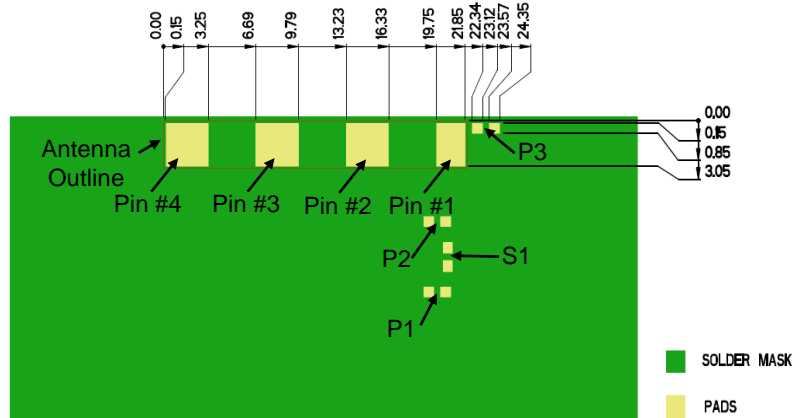 0.00
0.15
3.25
6.69
9.79
13.23
16.33
19.75
21.85
22.34
23.12
23.57
24.35
0.00
0.15
0.85
3.05
Antenna
Outline
P3
Pin #4
Pin #3
Pin #2
Pin #1
P2
S1
P1
SOLDER MASK
PADS